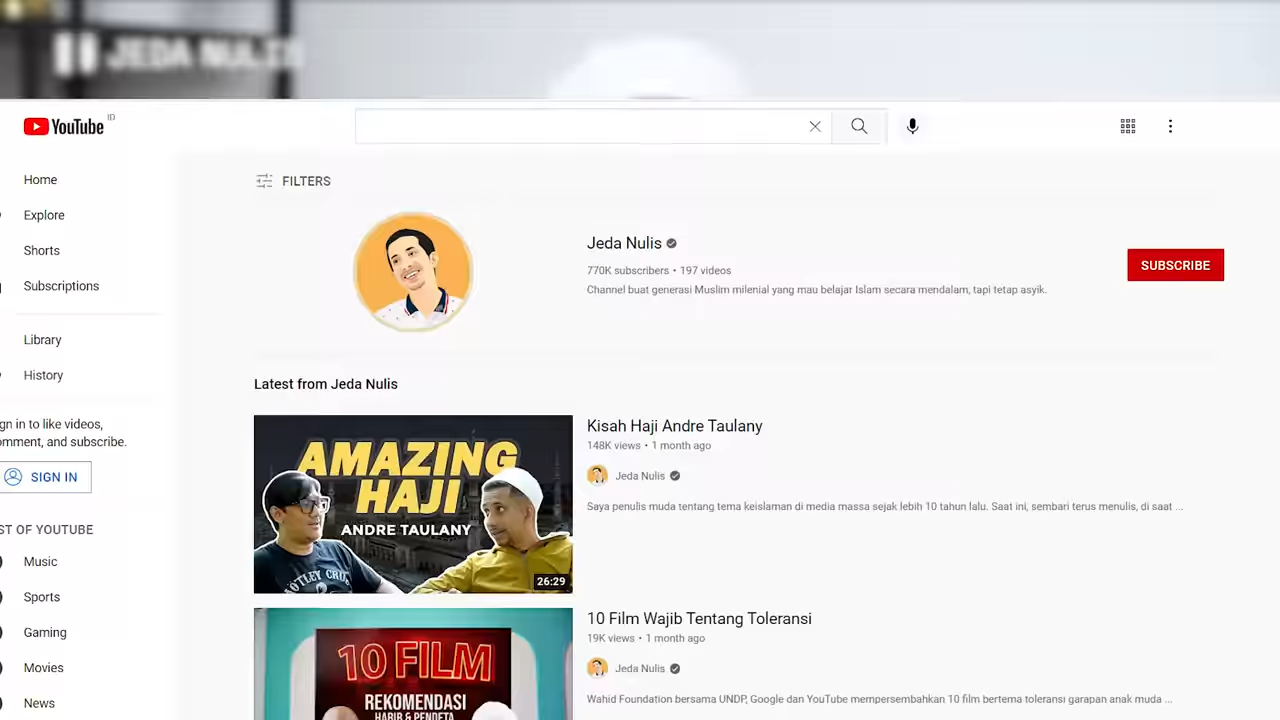 JEDA NULIS
YouTube ID
Home
Explore
Shorts
Subscriptions
Library
History
gn in to like videos,
omment, and subscribe.
SIGN IN
ST OF YOUTUBE
Music
Sports
Gaming
Movies
News
FILTERS
Jeda Nulis
770K subscribers • 197 videos
Channel buat generasi Muslim milenial yang mau belajar Islam secara mendalam, tapi tetap asyik.
SUBSCRIBE
Latest from Jeda Nulis
AMAZING
HAJI
ANDRE TAULANY
MÖTLEY CRÜE
26:29
Kisah Haji Andre Taulany
148K views • 1 month ago
Jeda Nulis
Saya penulis muda tentang tema keislaman di media massa sejak lebih 10 tahun lalu. Saat ini, sembari terus menulis, di saat ...
10 FILM
REKOMENDASI
HABIB & PENDETA
10 Film Wajib Tentang Toleransi
19K views • 1 month ago
Jeda Nulis
Wahid Foundation bersama UNDP, Google dan YouTube mempersembahkan 10 film bertema toleransi garapan anak muda ...